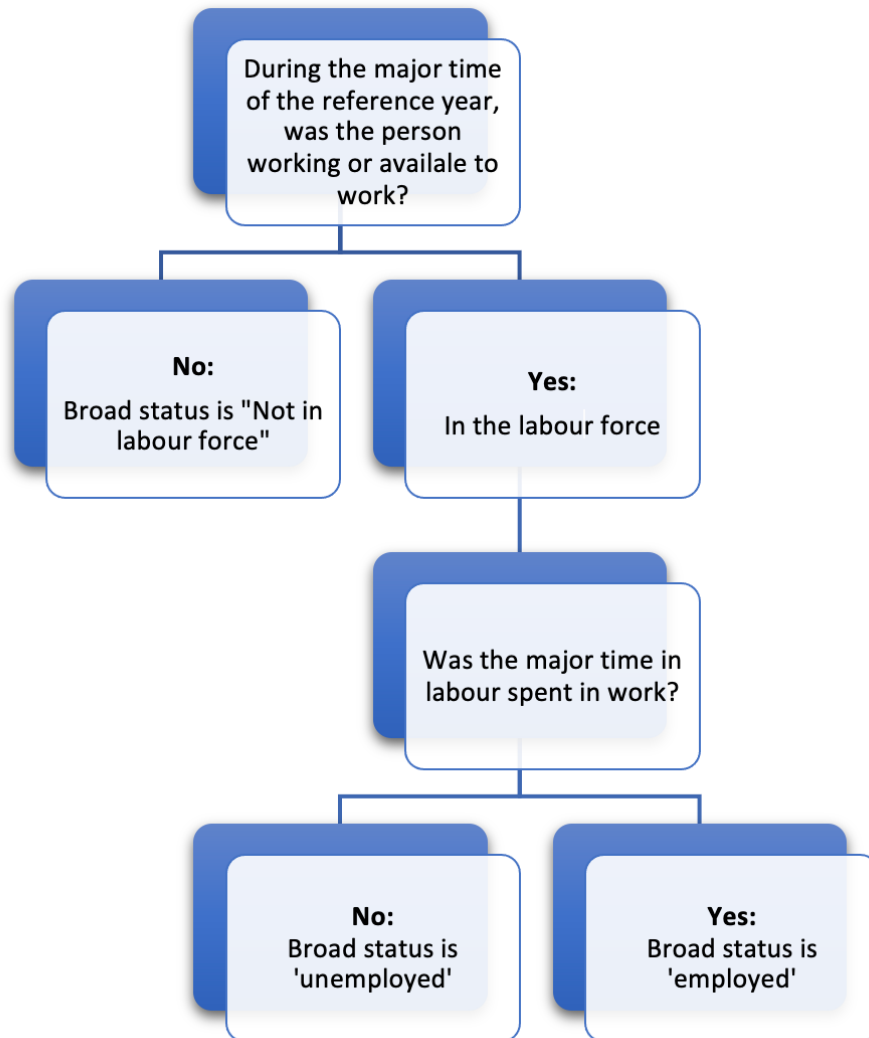 During the major time
of the reference year,
was the person
working or availale to
work?
No:
Broad status is "Not in
labour force"
Yes:
In the labour force
Was the major time in
labour spent in work?
No:
Broad status is
'unemployed'
Yes:
Broad status is
'employed'